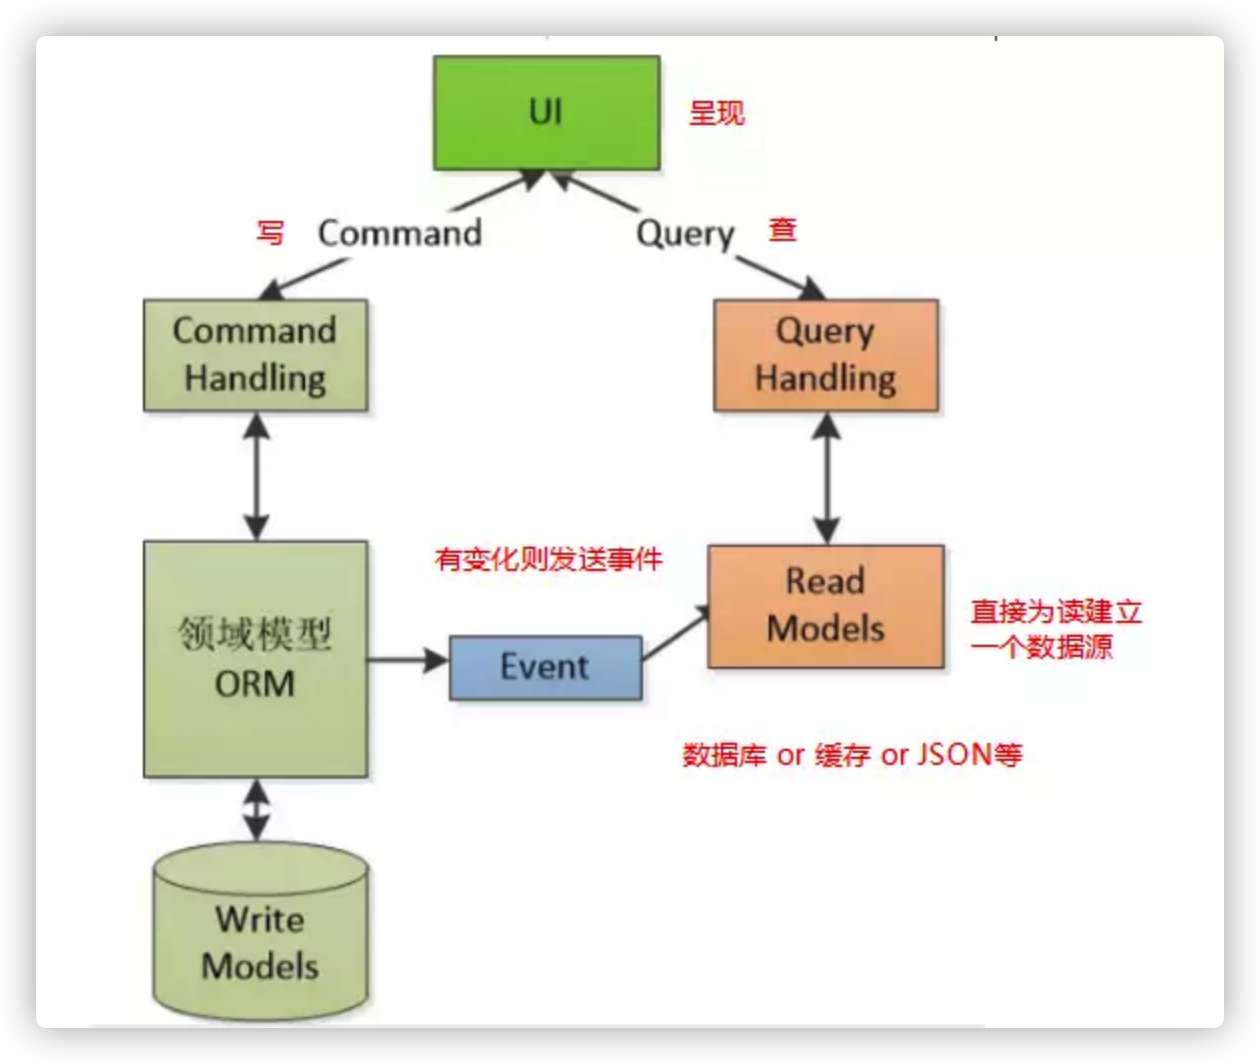 UI
呈现
写
Command
Query
查
Command
Handling
Query
Handling
有变化则发送事件
领域模型
ORM
Event
Read
Models
直接为读建立
一个数据源
数据库 or 缓存 or JSON等
Write
Models